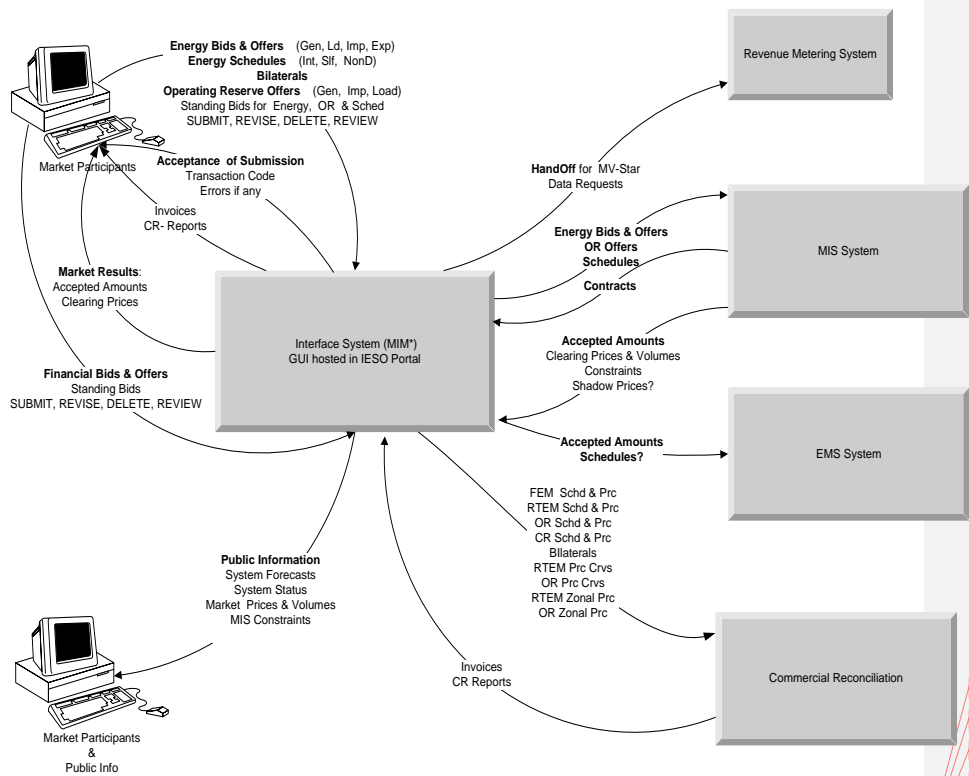 Energy Bids & Offers (Gen, Ld, Imp, Exp)
Energy Schedules (Int, Slf, NonD)
Bilaterals
Operating Reserve Offers (Gen, Imp, Load)
Standing Bids for Energy, OR & Sched
SUBMIT, REVISE, DELETE, REVIEW
Market Participants
Acceptance of Submission
Transaction Code
Errors if any
Invoices
CR- Reports
Market Results:
Accepted Amounts
Clearing Prices
Financial Bids & Offers
Standing Bids
SUBMIT, REVISE, DELETE, REVIEW
Interface System (MIM*)
GUI hosted in IESO Portal
Revenue Metering System
HandOff for MV-Star
Data Requests
Energy Bids & Offers
OR Offers
Schedules
Contracts
MIS System
Accepted Amounts
Clearing Prices & Volumes
Constraints
Shadow Prices?
Accepted Amounts
Schedules?
EMS System
FEM Schd & Prc
RTEM Schd & Prc
OR Schd & Prc
CR Schd & Prc
BIlaterals
RTEM Prc Crvs
OR Prc Crvs
RTEM Zonal Prc
OR Zonal Prc
Public Information
System Forecasts
System Status
Market Prices & Volumes
MIS Constraints
Invoices
CR Reports
Commercial Reconciliation
Market Participants
&
Public Info